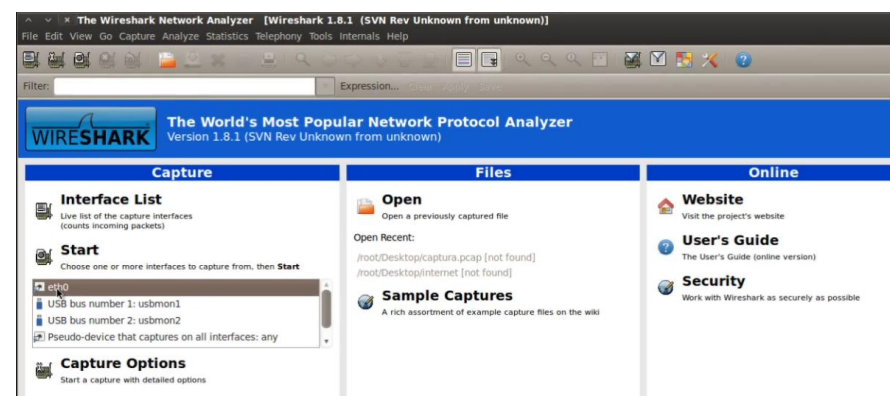 The Wireshark Network Analyzer [Wireshark 1.8.1 (SVN Rev Unknown from unknown)]
File Edit View Go Capture Analyze Statistics Telephony Tools Internals Help
Filter:
Expression... Clear Apply Save
WIRESHARK
The World's Most Popular Network Protocol Analyzer
Version 1.8.1 (SVN Rev Unknown from unknown)
Capture
Interface List
Live list of the capture interfaces
(counts incoming packets)
Start
Choose one or more interfaces to capture from, then Start
eth0
USB bus number 1: usbmon1
USB bus number 2: usbmon2
Pseudo-device that captures on all interfaces: any
Capture Options
Start a capture with detailed options
Files
Open
Open a previously captured file
Open Recent:
/root/Desktop/captura.pcap [not found]
/root/Desktop/internet [not found]
Sample Captures
A rich assortment of example capture files on the wiki
Online
Website
Visit the project's website
User's Guide
The User's Guide (online version)
Security
Work with Wireshark as securely as possible